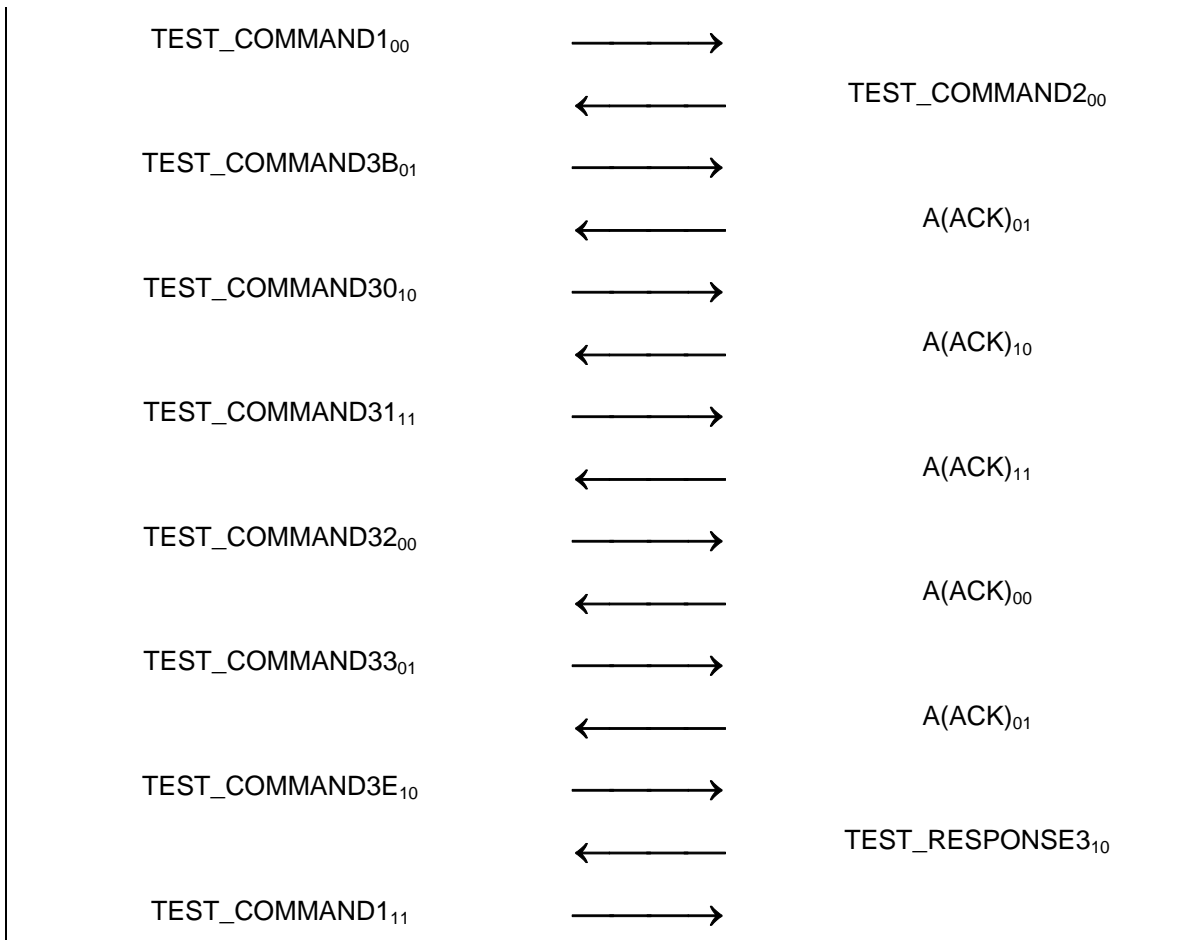 TEST_COMMAND1₀₀
TEST_COMMAND2₀₀
TEST_COMMAND3B₀₁
A(ACK)₀₁
TEST_COMMAND30₁₀
A(ACK)₁₀
TEST_COMMAND31₁₁
A(ACK)₁₁
TEST_COMMAND32₀₀
A(ACK)₀₀
TEST_COMMAND33₀₁
A(ACK)₀₁
TEST_COMMAND3E₁₀
TEST_RESPONSE3₁₀
TEST_COMMAND1₁₁